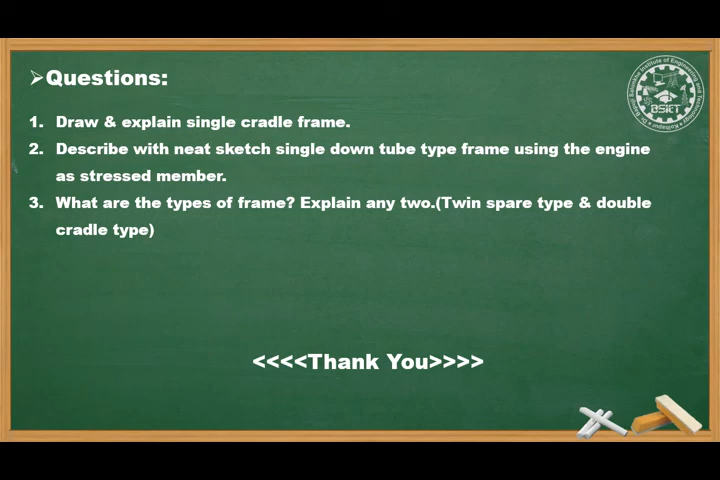 ➢Questions:
1. Draw & explain single cradle frame.
2. Describe with neat sketch single down tube type frame using the engine
as stressed member.
3. What are the types of frame? Explain any two.(Twin spare type & double
cradle type)
<<<<Thank You>>>>
BSIET